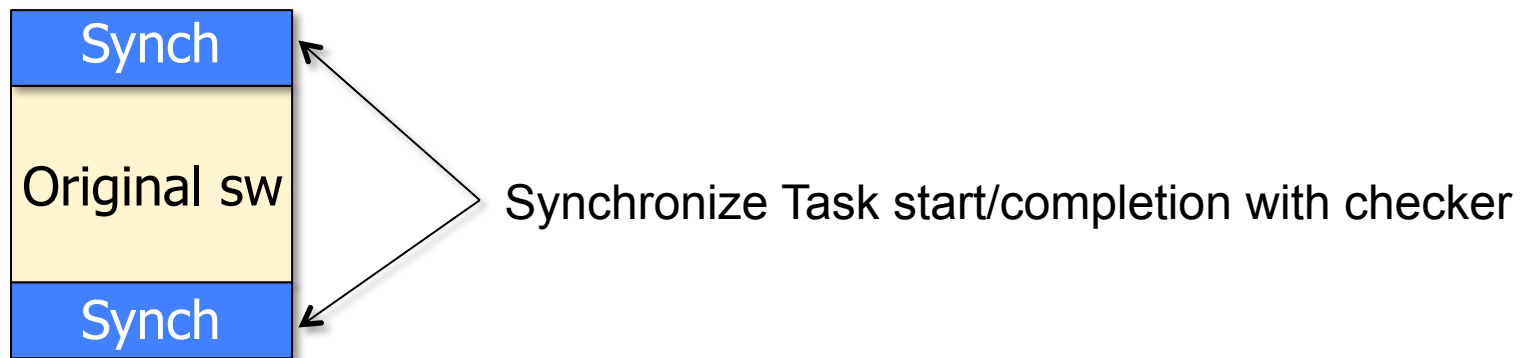 Synch
Original sw
Synchronize Task start/completion with checker
Synch